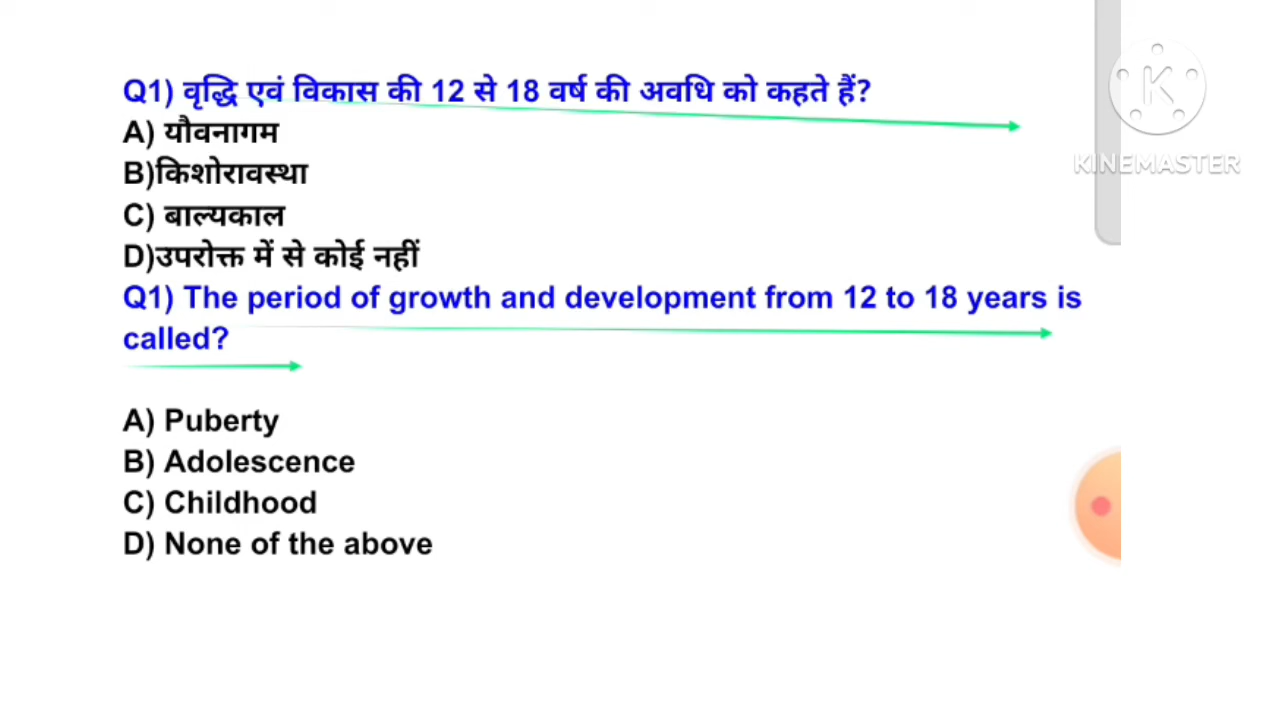 Q1) वृद्धि एवं विकास की 12 से 18 वर्ष की अवधि को कहते हैं?
A) यौवनागम
B)किशोरावस्था
C) बाल्यकाल
D)उपरोक्त में से कोई नहीं
Q1) The period of growth and development from 12 to 18 years is
called?
A) Puberty
B) Adolescence
C) Childhood
D) None of the above
K
KINEMASTER